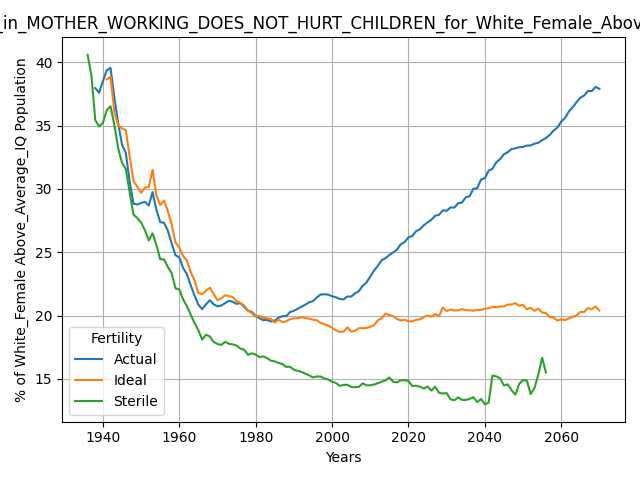 _in_MOTHER_WORKING_DOES_NOT_HURT_CHILDREN_for_White_Female_Abov
% of White_Female Above_Average_IQ Population
40
35
30
25
20
15
Fertility
Actual
Ideal
Sterile
1940 1960 1980 2000 2020 2040 2060
Years